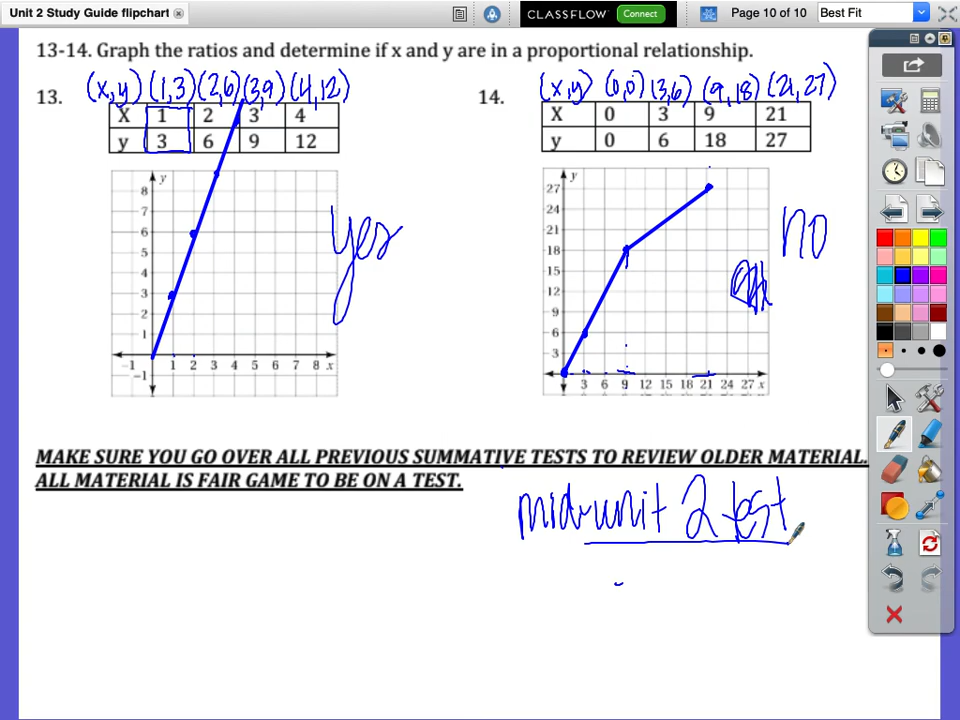 Unit 2 Study Guide flipchart
CLASSFLOW Connect
Page 10 of 10
Best Fit
13-14. Graph the ratios and determine if x and y are in a proportional relationship.
13.
(x,y) (1,3) (2,6) (3,9) (4,12)
X 1 2 3 4
y 3 6 9 12
y
8
7
6
5
4
3
2
1
-1 1 2 3 4 5 6 7 8 x
-1
yes
14.
(x,y) (0,0) (3,6) (9,18) (21,27)
X 0 3 9 21
y 0 6 18 27
y
27
24
21
18
15
12
9
6
3
3 6 9 12 15 18 21 24 27 x
no
MAKE SURE YOU GO OVER ALL PREVIOUS SUMMATIVE TESTS TO REVIEW OLDER MATERIAL.
ALL MATERIAL IS FAIR GAME TO BE ON A TEST.
mid-unit 2 test